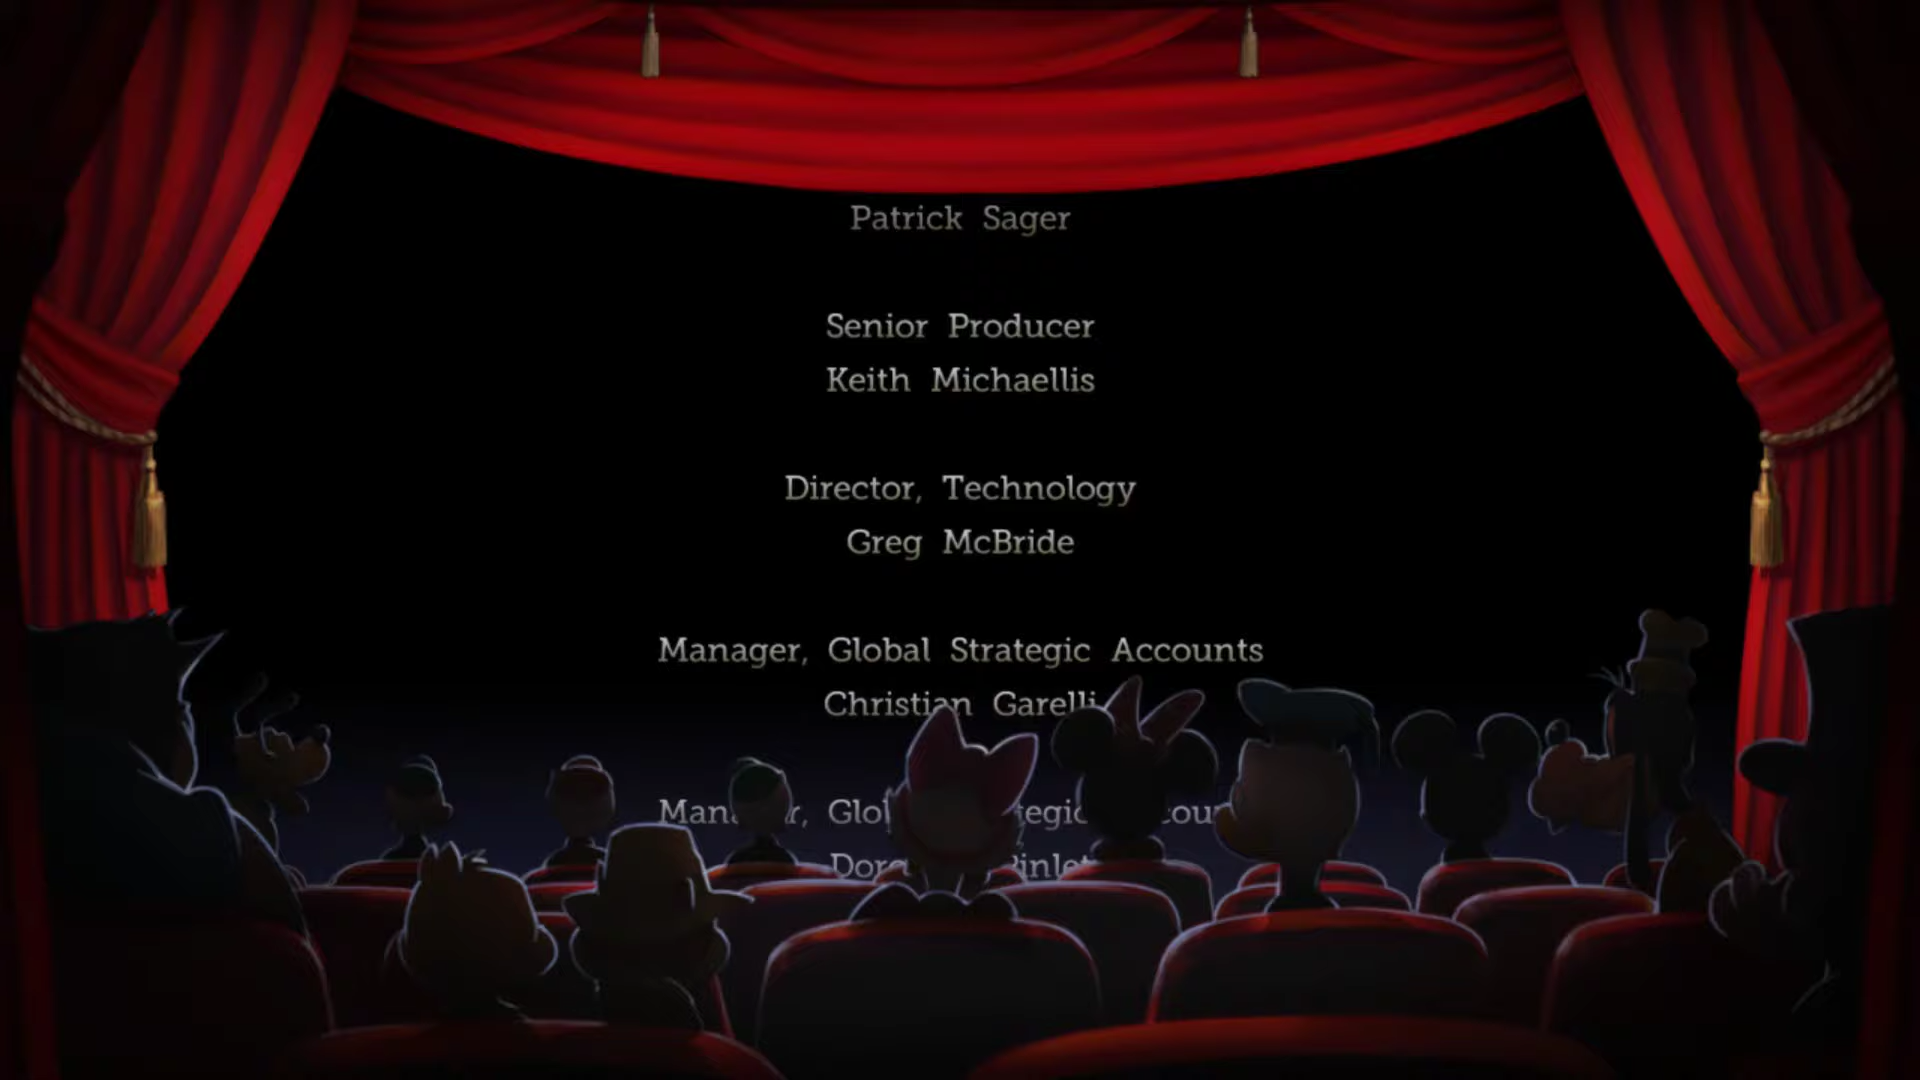 Patrick Sager
Senior Producer
Keith Michaellis
Director, Technology
Greg McBride
Manager, Global Strategic Accounts
Christian Garelli